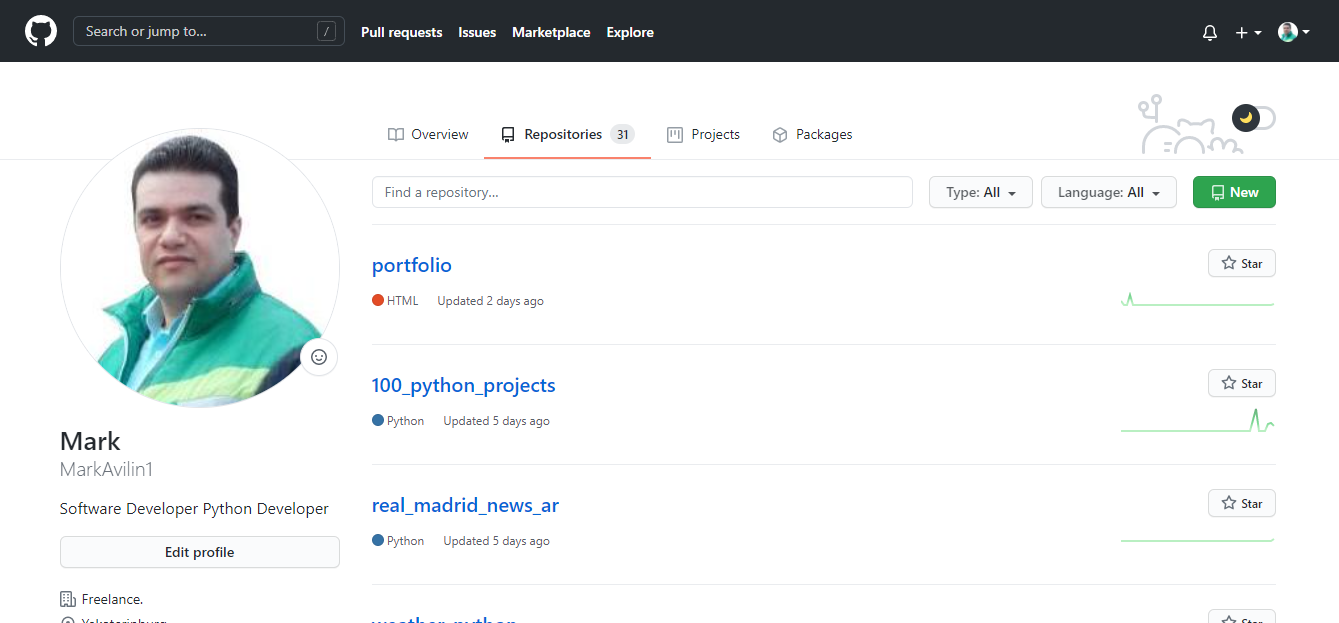 Search or jump to... /
Pull requests Issues Marketplace Explore
Overview Repositories 31 Projects Packages
Find a repository... Type: All Language: All New
portfolio Star
HTML Updated 2 days ago
100_python_projects Star
Python Updated 5 days ago
real_madrid_news_ar Star
Python Updated 5 days ago
weather_python Star
Mark
MarkAvilin1
Software Developer Python Developer
Edit profile
Freelance.
Yekaterinburg